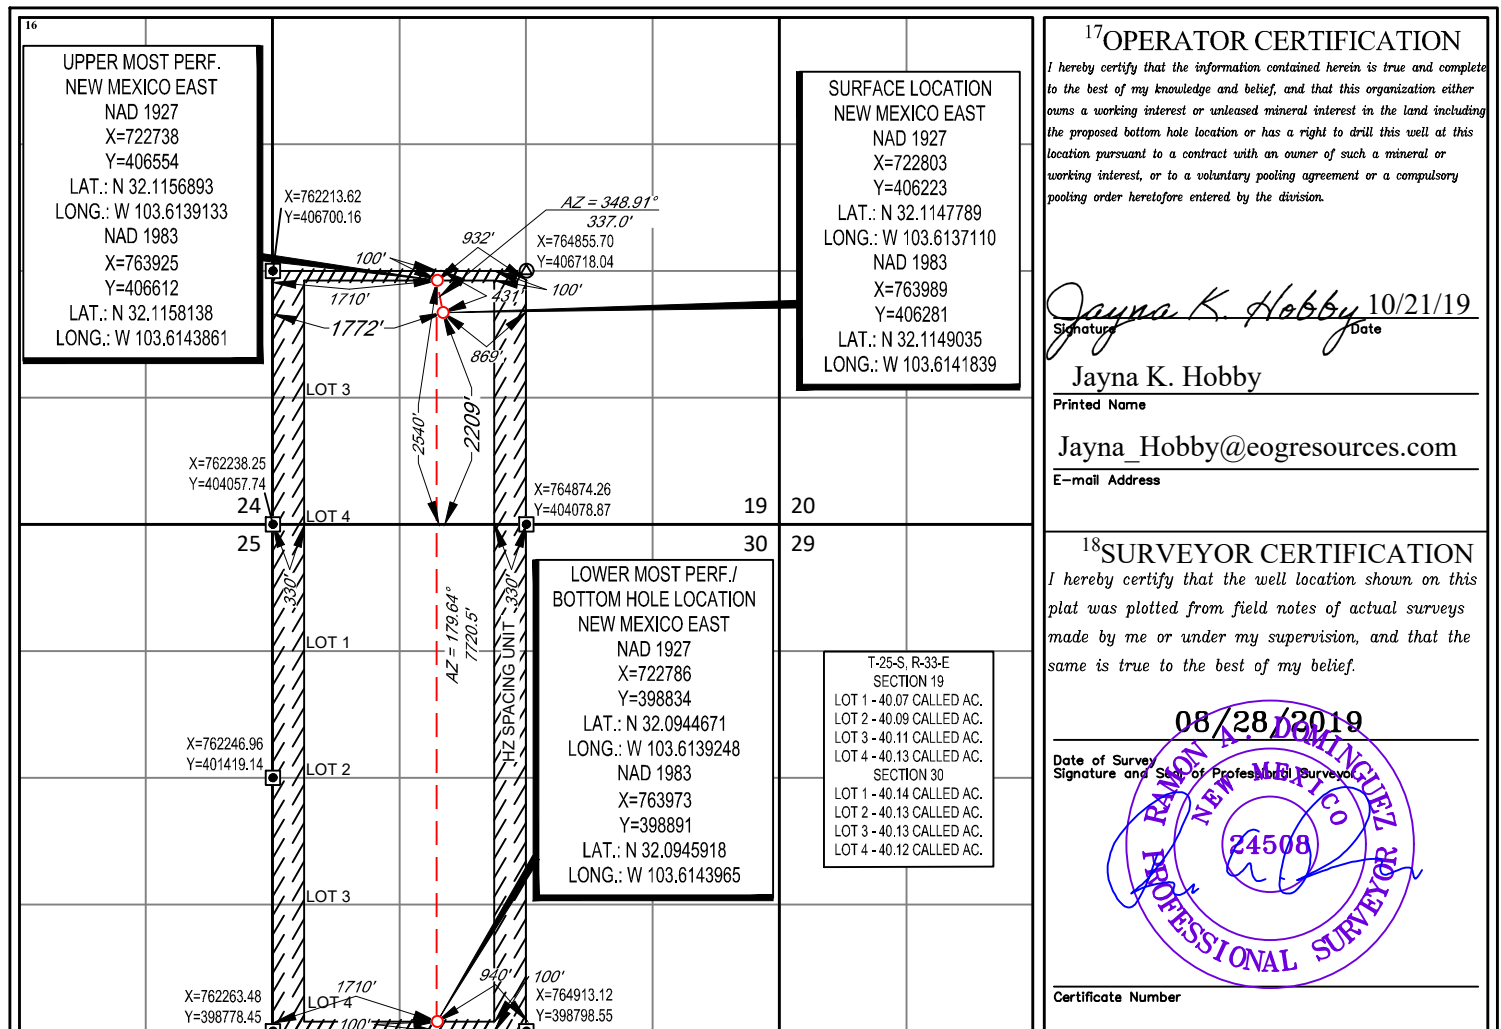 16
UPPER MOST PERF.
NEW MEXICO EAST
NAD 1927
X=722738
Y=406554
LAT.: N 32.1156893
LONG.: W 103.6139133
NAD 1983
X=763925
Y=406612
LAT.: N 32.1158138
LONG.: W 103.6143861
X=762213.62
Y=406700.16
AZ = 348.91°
337.0'
932'
X=764855.70
Y=406718.04
100'
1710'
431'
100'
1772'
869'
SURFACE LOCATION
NEW MEXICO EAST
NAD 1927
X=722803
Y=406223
LAT.: N 32.1147789
LONG.: W 103.6137110
NAD 1983
X=763989
Y=406281
LAT.: N 32.1149035
LONG.: W 103.6141839
LOT 3
2540'
2209'
X=762238.25
Y=404057.74
X=764874.26
Y=404078.87
24
LOT 4
19
20
25
30
29
330'
330'
AZ = 179.64°
7720.5'
HZ SPACING UNIT
LOWER MOST PERF./
BOTTOM HOLE LOCATION
NEW MEXICO EAST
NAD 1927
X=722786
Y=398834
LAT.: N 32.0944671
LONG.: W 103.6139248
NAD 1983
X=763973
Y=398891
LAT.: N 32.0945918
LONG.: W 103.6143965
LOT 1
T-25-S, R-33-E
SECTION 19
LOT 1 - 40.07 CALLED AC.
LOT 2 - 40.09 CALLED AC.
LOT 3 - 40.11 CALLED AC.
LOT 4 - 40.13 CALLED AC.
SECTION 30
LOT 1 - 40.14 CALLED AC.
LOT 2 - 40.13 CALLED AC.
LOT 3 - 40.13 CALLED AC.
LOT 4 - 40.12 CALLED AC.
X=762246.96
Y=401419.14
LOT 2
LOT 3
X=762263.48
Y=398778.45
1710'
LOT 4
100'
940'
100'
X=764913.12
Y=398798.55
17OPERATOR CERTIFICATION
I hereby certify that the information contained herein is true and complete
to the best of my knowledge and belief, and that this organization either
owns a working interest or unleased mineral interest in the land including
the proposed bottom hole location or has a right to drill this well at this
location pursuant to a contract with an owner of such a mineral or
working interest, or to a voluntary pooling agreement or a compulsory
pooling order heretofore entered by the division.
Jayna K. Hobby 10/21/19
Signature Date
Jayna K. Hobby
Printed Name
Jayna_Hobby@eogresources.com
E-mail Address
18SURVEYOR CERTIFICATION
I hereby certify that the well location shown on this
plat was plotted from field notes of actual surveys
made by me or under my supervision, and that the
same is true to the best of my belief.
08/28/2019
Date of Survey
Signature and Seal of Professional Surveyor:
RAMON A. DOMINGUEZ
NEW MEXICO
24508
PROFESSIONAL SURVEYOR
Certificate Number